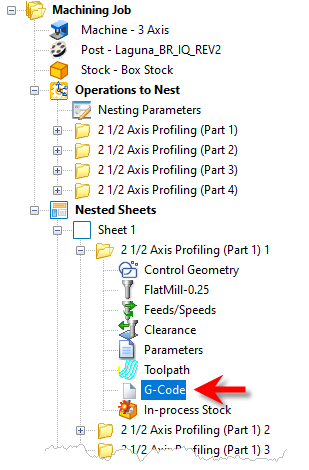 Machining Job
Machine - 3 Axis
Post - Laguna_BR_IQ_REV2
Stock - Box Stock
Operations to Nest
Nesting Parameters
2 1/2 Axis Profiling (Part 1)
2 1/2 Axis Profiling (Part 2)
2 1/2 Axis Profiling (Part 3)
2 1/2 Axis Profiling (Part 4)
Nested Sheets
Sheet 1
2 1/2 Axis Profiling (Part 1) 1
Control Geometry
FlatMill-0.25
Feeds/Speeds
Clearance
Parameters
Toolpath
G-Code
In-process Stock
2 1/2 Axis Profiling (Part 1) 2
2 1/2 Axis Profiling (Part 1) 3